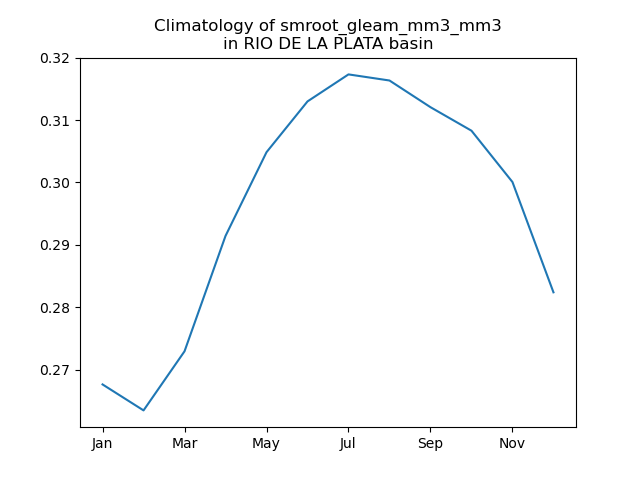 Climatology of smroot_gleam_mm3_mm3
in RIO DE LA PLATA basin
0.32
0.31
0.30
0.29
0.28
0.27
Jan Mar May Jul Sep Nov